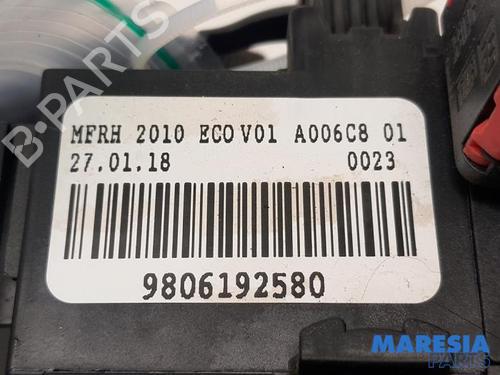 MFRH 2010 ECO V01 A006C8 01
27.01.18 0023
9806192580
B-PARTS
MARESIA
PARTS